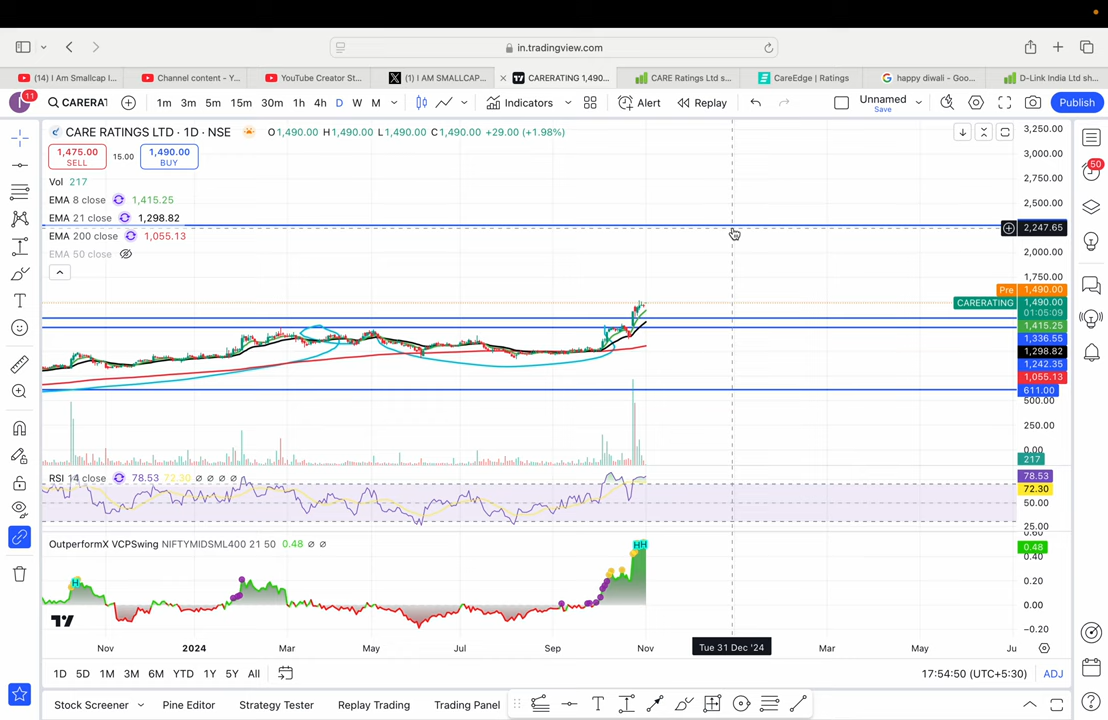 in.tradingview.com
(14) I Am Smallcap I...
Channel content - Y...
YouTube Creator St...
(1) I AM SMALLCAP...
CARERATING 1,490...
CARE Ratings Ltd s...
CareEdge | Ratings
happy diwali - Goo...
D-Link India Ltd sh...
I
11
CARERAT
1m 3m 5m 15m 30m 1h 4h D W M
Indicators
Alert
Replay
Unnamed
Save
Publish
CARE RATINGS LTD · 1D · NSE
O1,490.00 H1,490.00 L1,490.00 C1,490.00 +29.00 (+1.98%)
1,475.00
SELL
15.00
1,490.00
BUY
Vol 217
EMA 8 close 1,415.25
EMA 21 close 1,298.82
EMA 200 close 1,055.13
EMA 50 close
3,250.00
3,000.00
2,750.00
2,500.00
2,247.65
2,000.00
1,750.00
Pre 1,490.00
CARERATING 1,490.00
01:05:09
1,415.25
1,336.55
1,298.82
1,242.35
1,055.13
611.00
500.00
250.00
0.00
217
50
RSI 14 close 78.53 72.30 ∅ ∅ ∅ ∅
78.53
72.30
50.00
25.00
OutperformX VCPSwing NIFTYMIDSML400 21 50 0.48 ∅ ∅
H
HH
0.60
0.48
0.40
0.20
0.00
−0.20
Nov 2024 Mar May Jul Sep Nov Tue 31 Dec '24 Mar May Ju
1D 5D 1M 3M 6M YTD 1Y 5Y All
17:54:50 (UTC+5:30)
ADJ
Stock Screener
Pine Editor
Strategy Tester
Replay Trading
Trading Panel